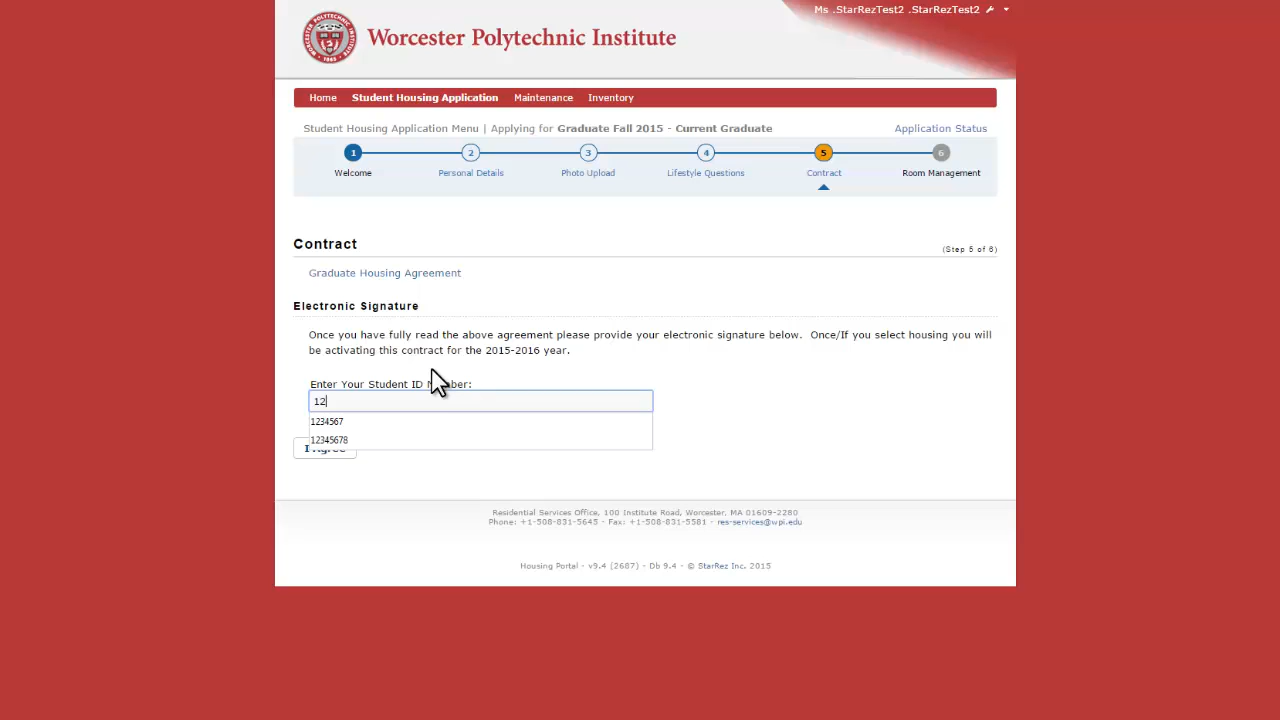 Ms .StarRezTest2 .StarRezTest2
Worcester Polytechnic Institute
Home Student Housing Application Maintenance Inventory
Student Housing Application Menu | Applying for Graduate Fall 2015 - Current Graduate Application Status
1 2 3 4 5 6
Welcome Personal Details Photo Upload Lifestyle Questions Contract Room Management
Contract
(Step 5 of 6)
Graduate Housing Agreement
Electronic Signature
Once you have fully read the above agreement please provide your electronic signature below. Once/If you select housing you will
be activating this contract for the 2015-2016 year.
Enter Your Student ID Number:
12
1234567
12345678
I Agree
Residential Services Office, 100 Institute Road, Worcester, MA 01609-2280
Phone: +1-508-831-5645 - Fax: +1-508-831-5581 - res-services@wpi.edu
Housing Portal - v9.4 (2687) - Db 9.4 - © StarRez Inc. 2015